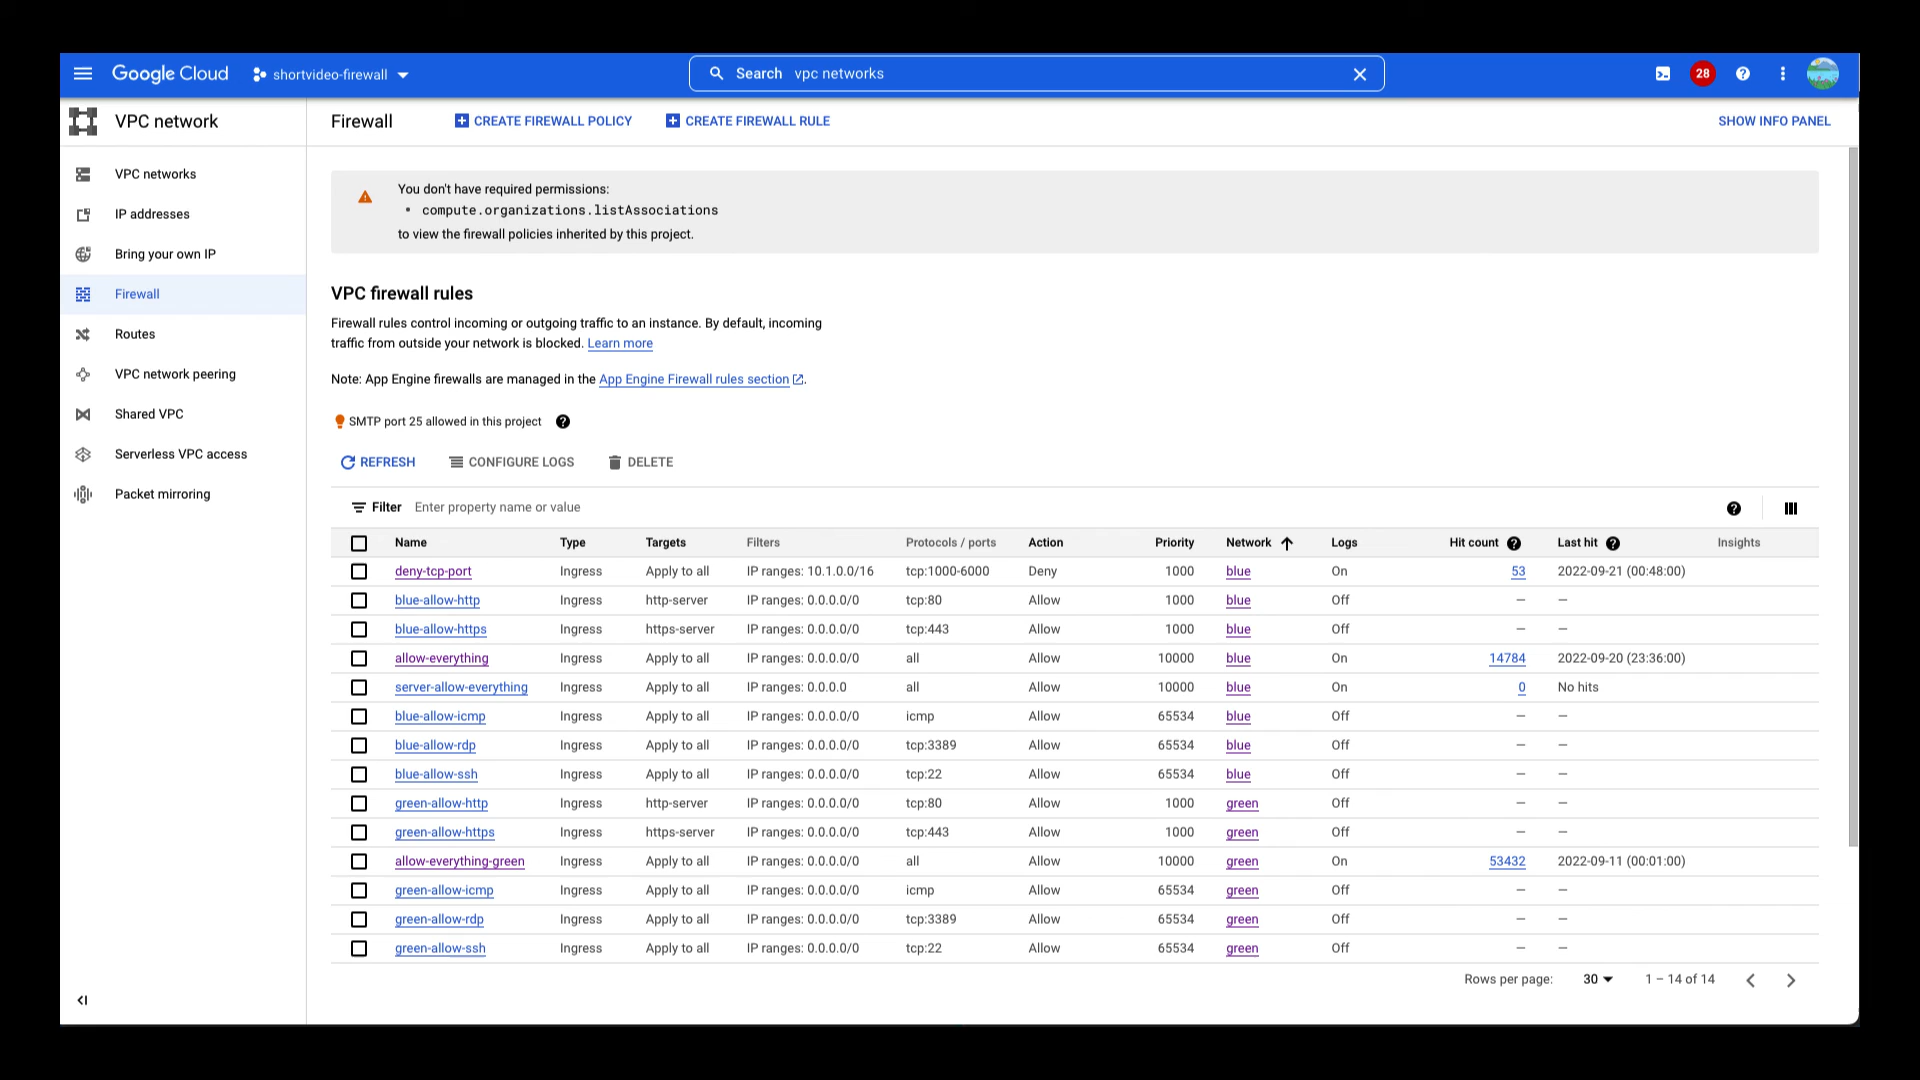 Google Cloud shortvideo-firewall Search vpc networks 28
VPC network
Firewall CREATE FIREWALL POLICY CREATE FIREWALL RULE SHOW INFO PANEL
VPC networks
IP addresses
Bring your own IP
Firewall
Routes
VPC network peering
Shared VPC
Serverless VPC access
Packet mirroring
You don't have required permissions:
• compute.organizations.listAssociations
to view the firewall policies inherited by this project.
VPC firewall rules
Firewall rules control incoming or outgoing traffic to an instance. By default, incoming
traffic from outside your network is blocked. Learn more
Note: App Engine firewalls are managed in the App Engine Firewall rules section.
SMTP port 25 allowed in this project
REFRESH CONFIGURE LOGS DELETE
Filter Enter property name or value
Name Type Targets Filters Protocols / ports Action Priority Network Logs Hit count Last hit Insights
deny-tcp-port Ingress Apply to all IP ranges: 10.1.0.0/16 tcp:1000-6000 Deny 1000 blue On 53 2022-09-21 (00:48:00)
blue-allow-http Ingress http-server IP ranges: 0.0.0.0/0 tcp:80 Allow 1000 blue Off — —
blue-allow-https Ingress https-server IP ranges: 0.0.0.0/0 tcp:443 Allow 1000 blue Off — —
allow-everything Ingress Apply to all IP ranges: 0.0.0.0/0 all Allow 10000 blue On 14784 2022-09-20 (23:36:00)
server-allow-everything Ingress Apply to all IP ranges: 0.0.0.0 all Allow 10000 blue On 0 No hits
blue-allow-icmp Ingress Apply to all IP ranges: 0.0.0.0/0 icmp Allow 65534 blue Off — —
blue-allow-rdp Ingress Apply to all IP ranges: 0.0.0.0/0 tcp:3389 Allow 65534 blue Off — —
blue-allow-ssh Ingress Apply to all IP ranges: 0.0.0.0/0 tcp:22 Allow 65534 blue Off — —
green-allow-http Ingress http-server IP ranges: 0.0.0.0/0 tcp:80 Allow 1000 green Off — —
green-allow-https Ingress https-server IP ranges: 0.0.0.0/0 tcp:443 Allow 1000 green Off — —
allow-everything-green Ingress Apply to all IP ranges: 0.0.0.0/0 all Allow 10000 green On 53432 2022-09-11 (00:01:00)
green-allow-icmp Ingress Apply to all IP ranges: 0.0.0.0/0 icmp Allow 65534 green Off — —
green-allow-rdp Ingress Apply to all IP ranges: 0.0.0.0/0 tcp:3389 Allow 65534 green Off — —
green-allow-ssh Ingress Apply to all IP ranges: 0.0.0.0/0 tcp:22 Allow 65534 green Off — —
Rows per page: 30 1 – 14 of 14